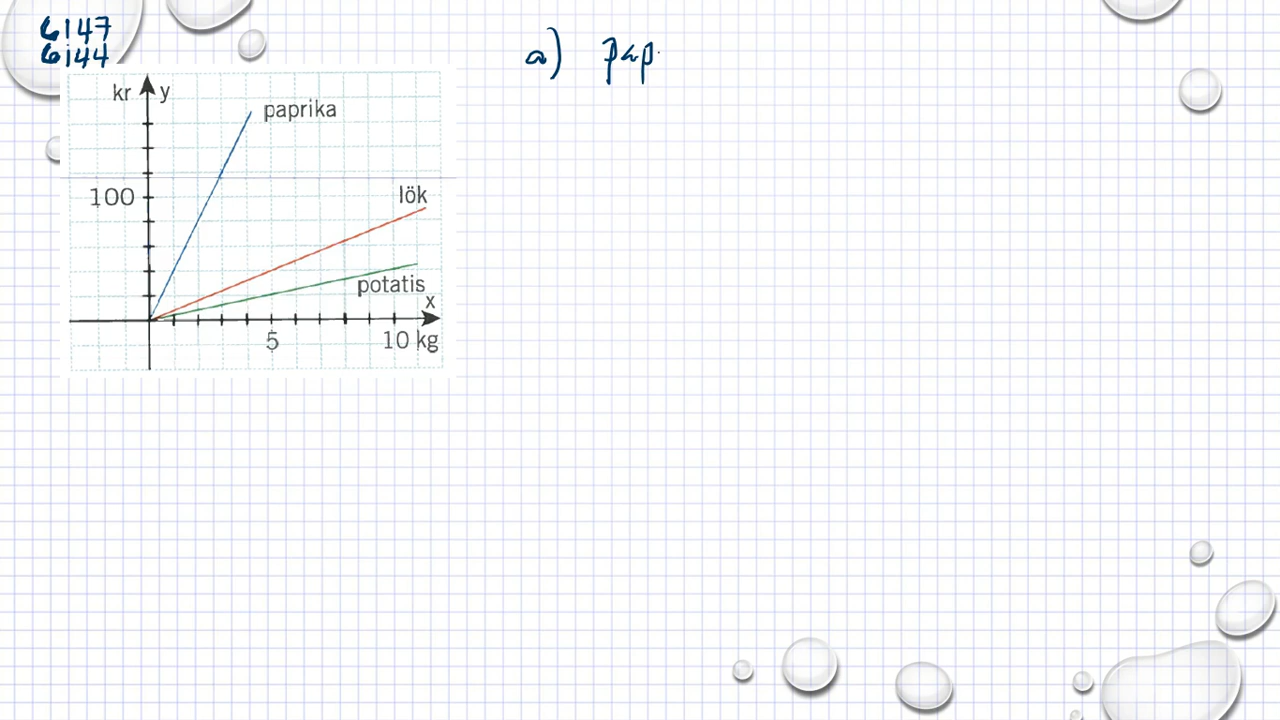 6147
6144
a) pap
kr y
paprika
100
lök
potatis
x
5
10 kg